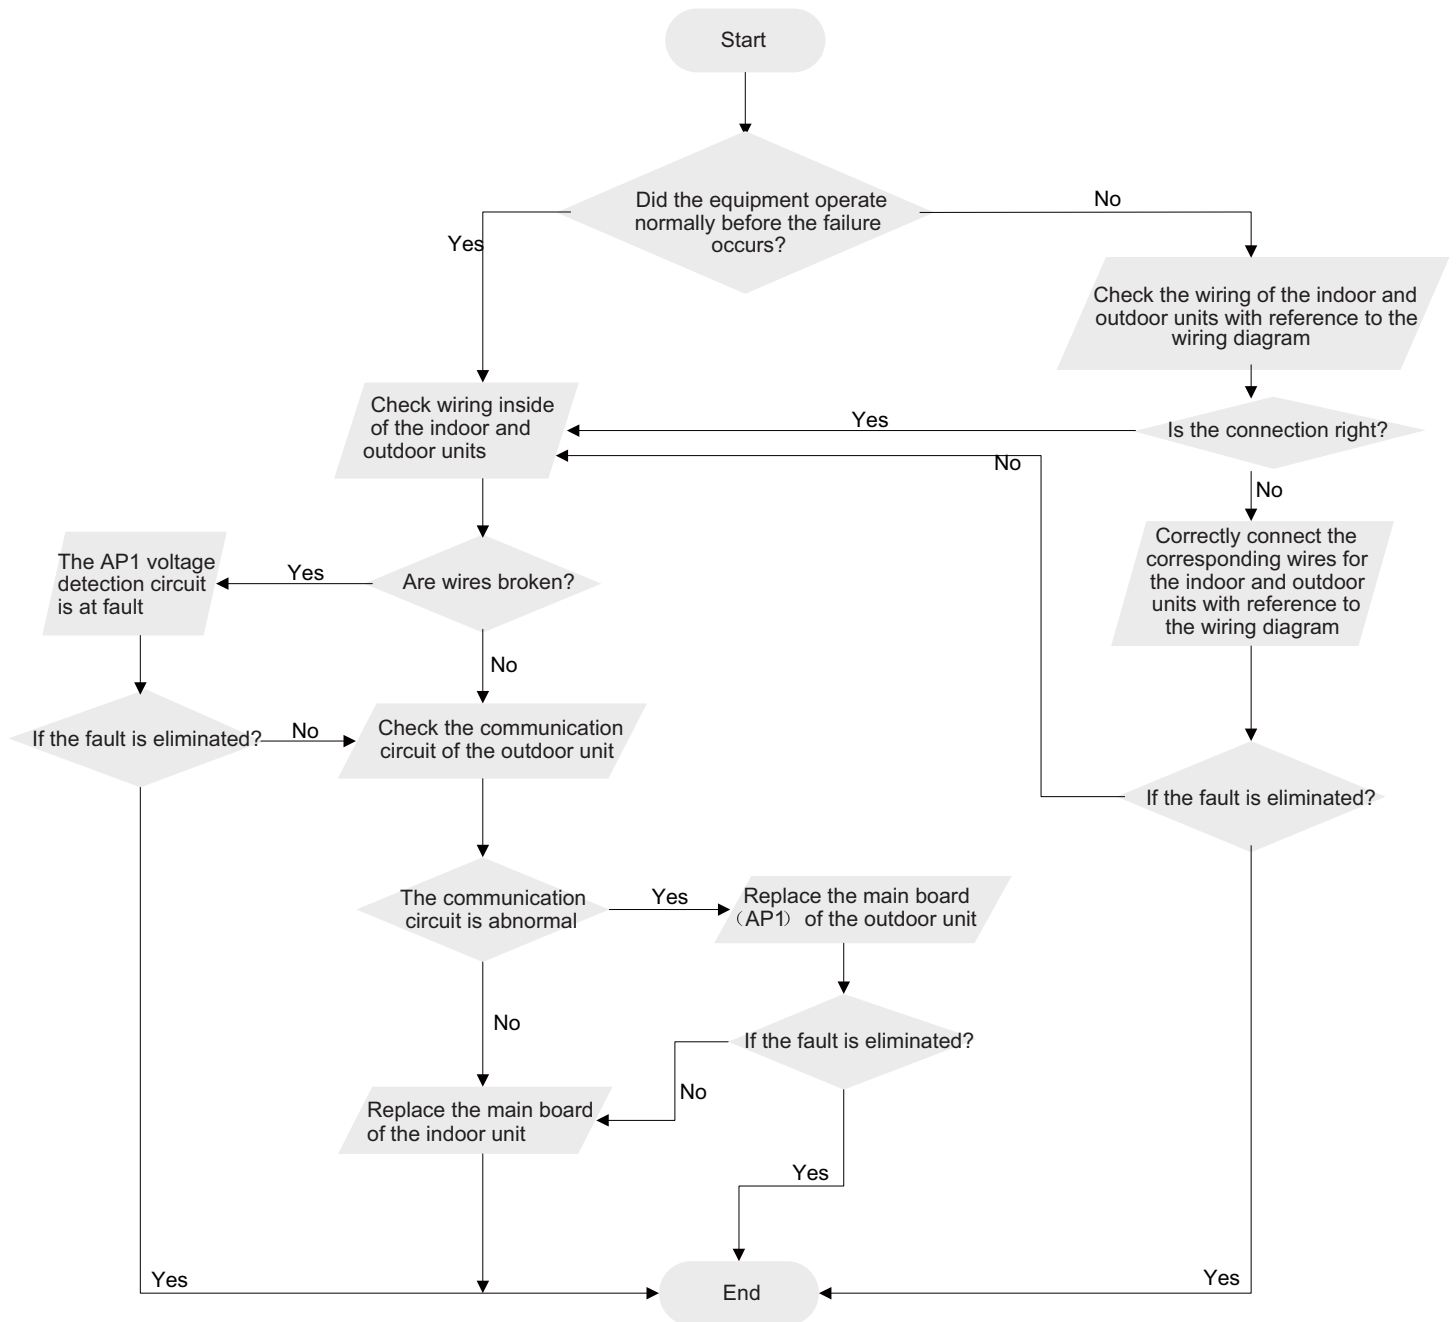 Start
Did the equipment operate
normally before the failure
occurs?
No
Yes
Check the wiring of the indoor and
outdoor units with reference to the
wiring diagram
Check wiring inside
of the indoor and
outdoor units
Yes
Is the connection right?
No
No
Correctly connect the
corresponding wires for
the indoor and outdoor
units with reference to
the wiring diagram
The AP1 voltage
detection circuit
is at fault
Yes
Are wires broken?
No
If the fault is eliminated?
No
Check the communication
circuit of the outdoor unit
If the fault is eliminated?
The communication
circuit is abnormal
Yes
Replace the main board
（AP1） of the outdoor unit
No
If the fault is eliminated?
No
Replace the main board
of the indoor unit
Yes
Yes
End
Yes